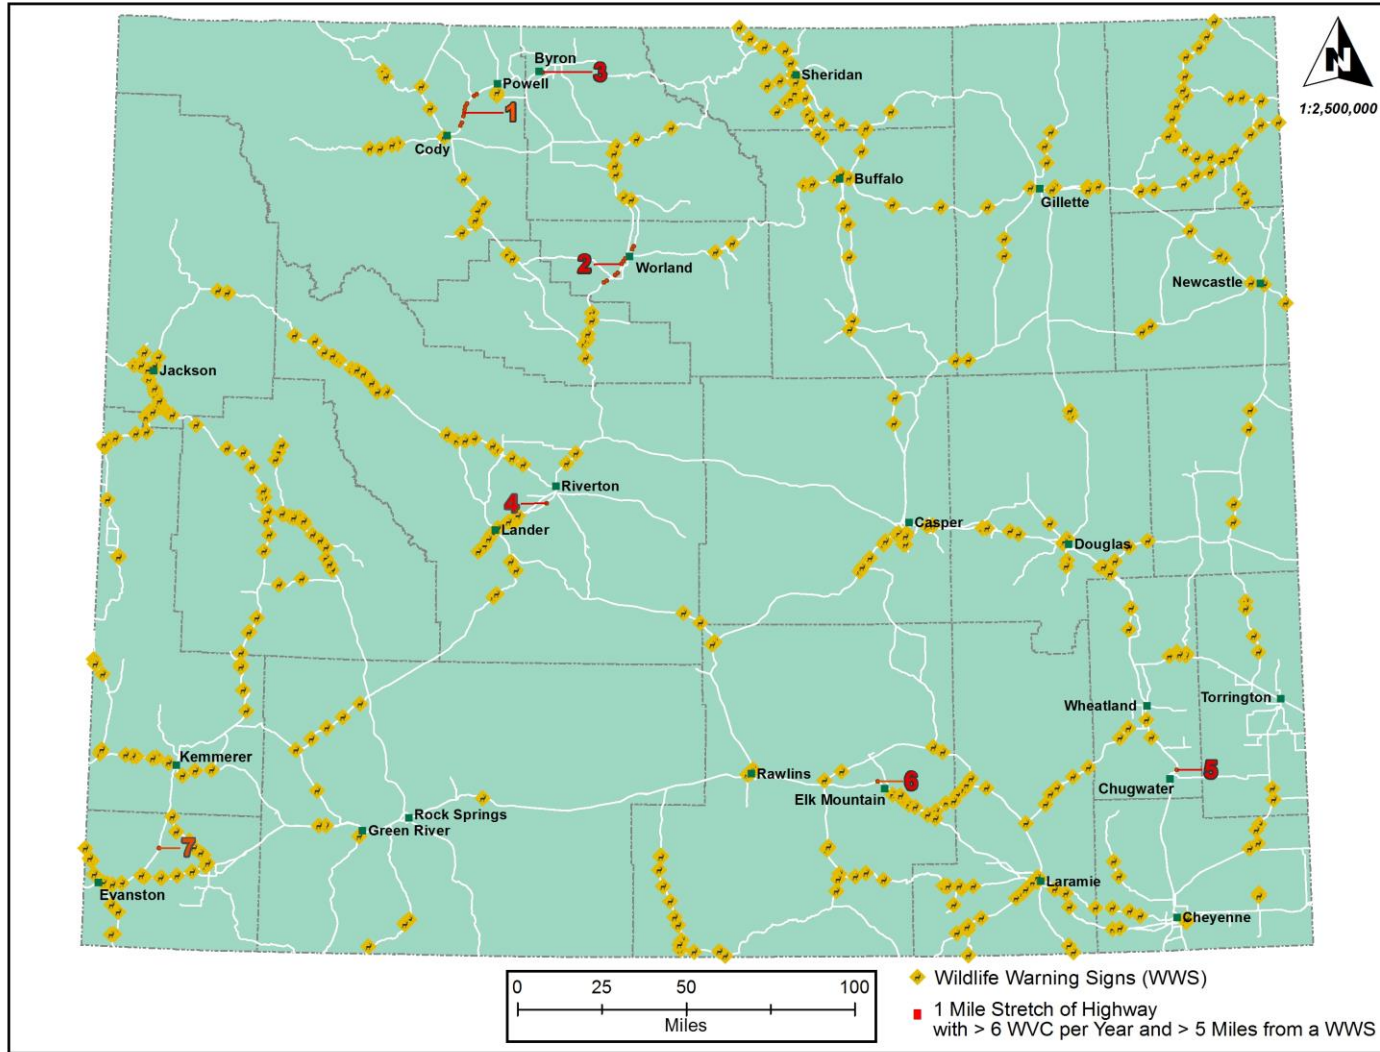 Byron
3
Sheridan
N
Powell
1:2,500,000
1
Cody
Buffalo
Gillette
2
Worland
Newcastle
Jackson
Riverton
4
Lander
Casper
Douglas
Wheatland
Torrington
Kemmerer
Rawlins
5
6
Elk Mountain
Chugwater
Rock Springs
Green River
7
Evanston
Laramie
Cheyenne
0 25 50 100
Miles
Wildlife Warning Signs (WWS)
1 Mile Stretch of Highway
with > 6 WVC per Year and > 5 Miles from a WWS